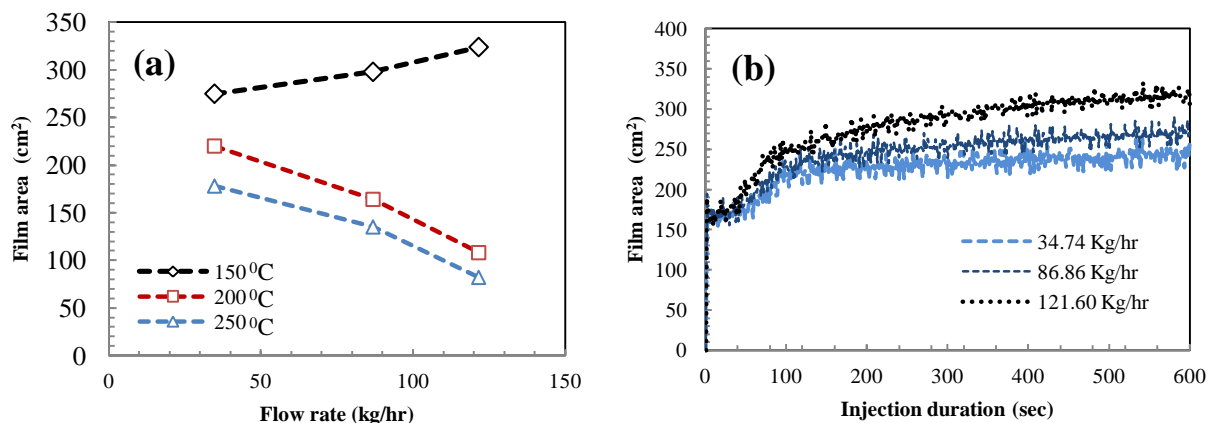 (a)
Film area (cm²)
350
300
250
200
150
100
50
0
150 ⁰C
200 ⁰C
250 ⁰C
0 50 100 150
Flow rate (kg/hr)
(b)
Film area (cm²)
400
350
300
250
200
150
100
50
0
34.74 Kg/hr
86.86 Kg/hr
121.60 Kg/hr
0 100 200 300 400 500 600
Injection duration (sec)